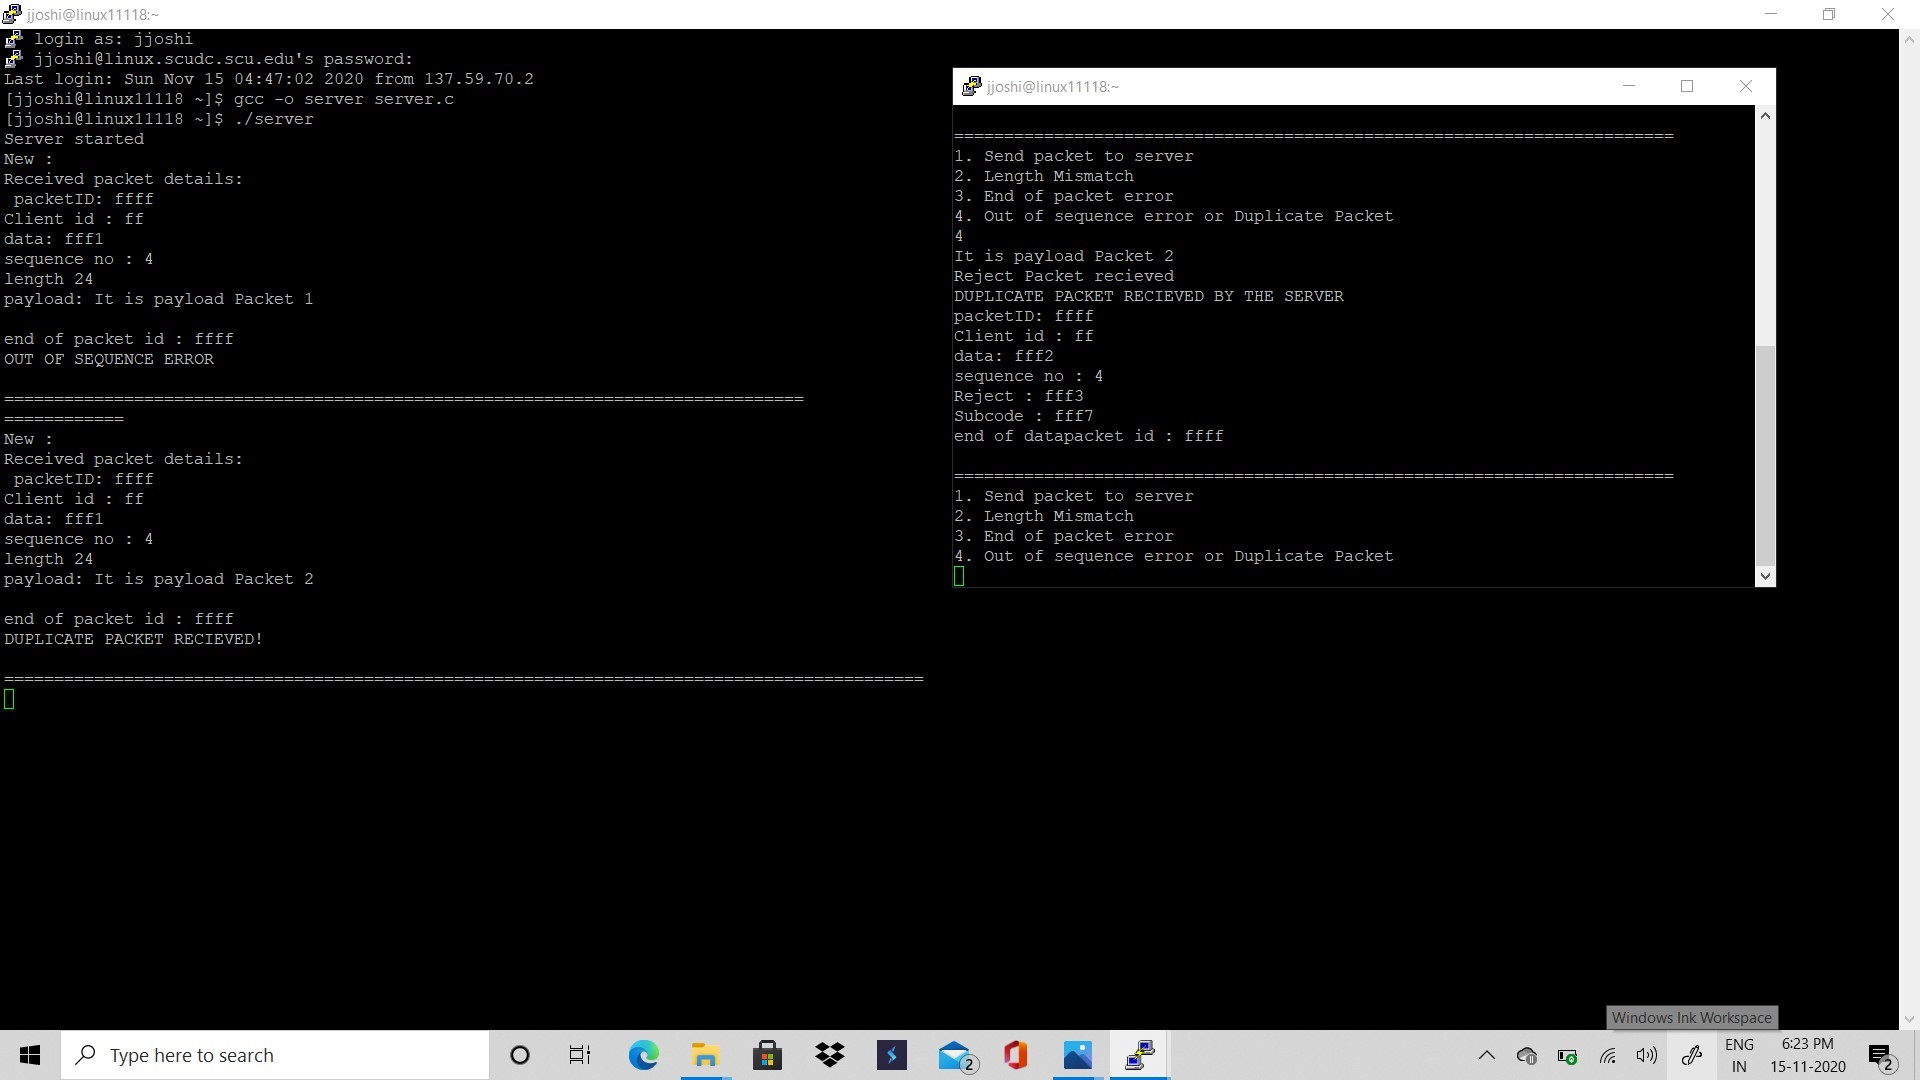 jjoshi@linux11118:~
login as: jjoshi
jjoshi@linux.scudc.scu.edu's password:
Last login: Sun Nov 15 04:47:02 2020 from 137.59.70.2
[jjoshi@linux11118 ~]$ gcc -o server server.c
[jjoshi@linux11118 ~]$ ./server
Server started
New :
Received packet details:
packetID: ffff
Client id : ff
data: fff1
sequence no : 4
length 24
payload: It is payload Packet 1
end of packet id : ffff
OUT OF SEQUENCE ERROR
================================================================================
============
New :
Received packet details:
packetID: ffff
Client id : ff
data: fff1
sequence no : 4
length 24
payload: It is payload Packet 2
end of packet id : ffff
DUPLICATE PACKET RECIEVED!
============================================================================================
jjoshi@linux11118:~
========================================================================
1. Send packet to server
2. Length Mismatch
3. End of packet error
4. Out of sequence error or Duplicate Packet
4
It is payload Packet 2
Reject Packet recieved
DUPLICATE PACKET RECIEVED BY THE SERVER
packetID: ffff
Client id : ff
data: fff2
sequence no : 4
Reject : fff3
Subcode : fff7
end of datapacket id : ffff
========================================================================
1. Send packet to server
2. Length Mismatch
3. End of packet error
4. Out of sequence error or Duplicate Packet
Windows Ink Workspace
Type here to search
2
ENG
IN
6:23 PM
15-11-2020
2